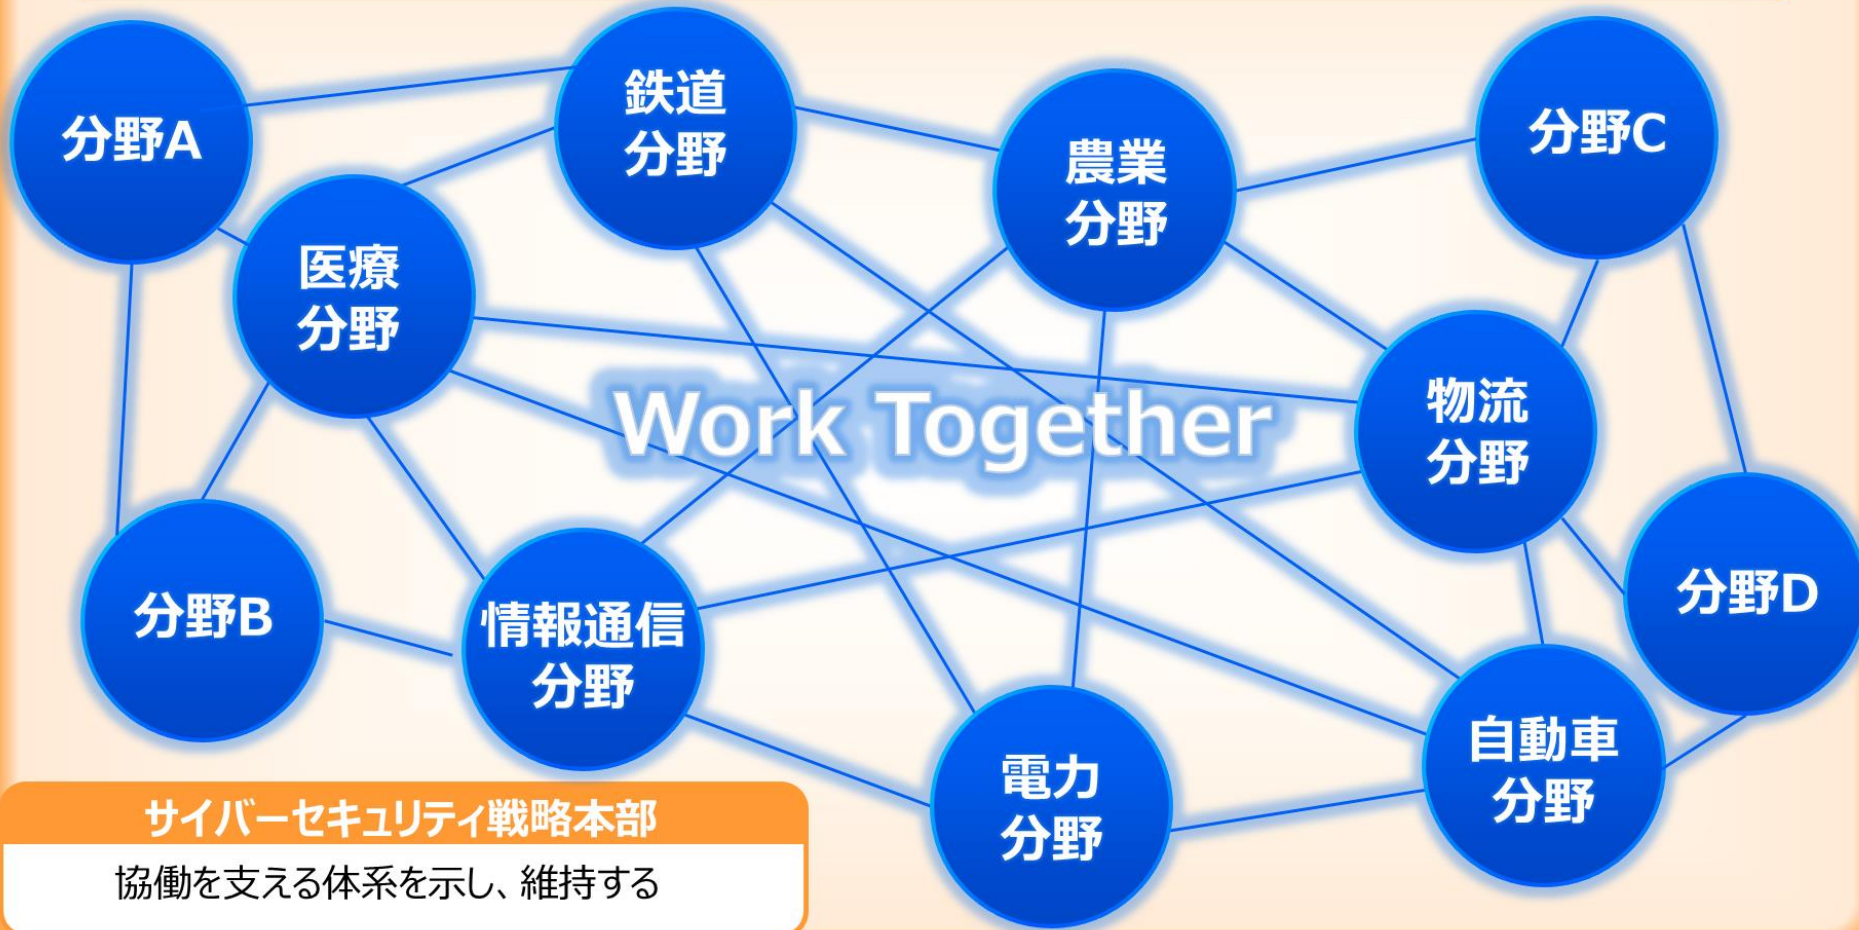 分野A
鉄道
分野
農業
分野
分野C
医療
分野
Work Together
物流
分野
分野B
情報通信
分野
分野D
電力
分野
自動車
分野
サイバーセキュリティ戦略本部
協働を支える体系を示し、維持する